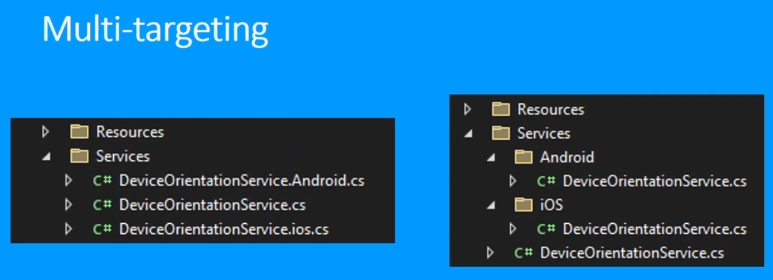 Multi-targeting
Resources
Services
C# DeviceOrientationService.Android.cs
C# DeviceOrientationService.cs
C# DeviceOrientationService.ios.cs
Resources
Services
Android
C# DeviceOrientationService.cs
iOS
C# DeviceOrientationService.cs
C# DeviceOrientationService.cs